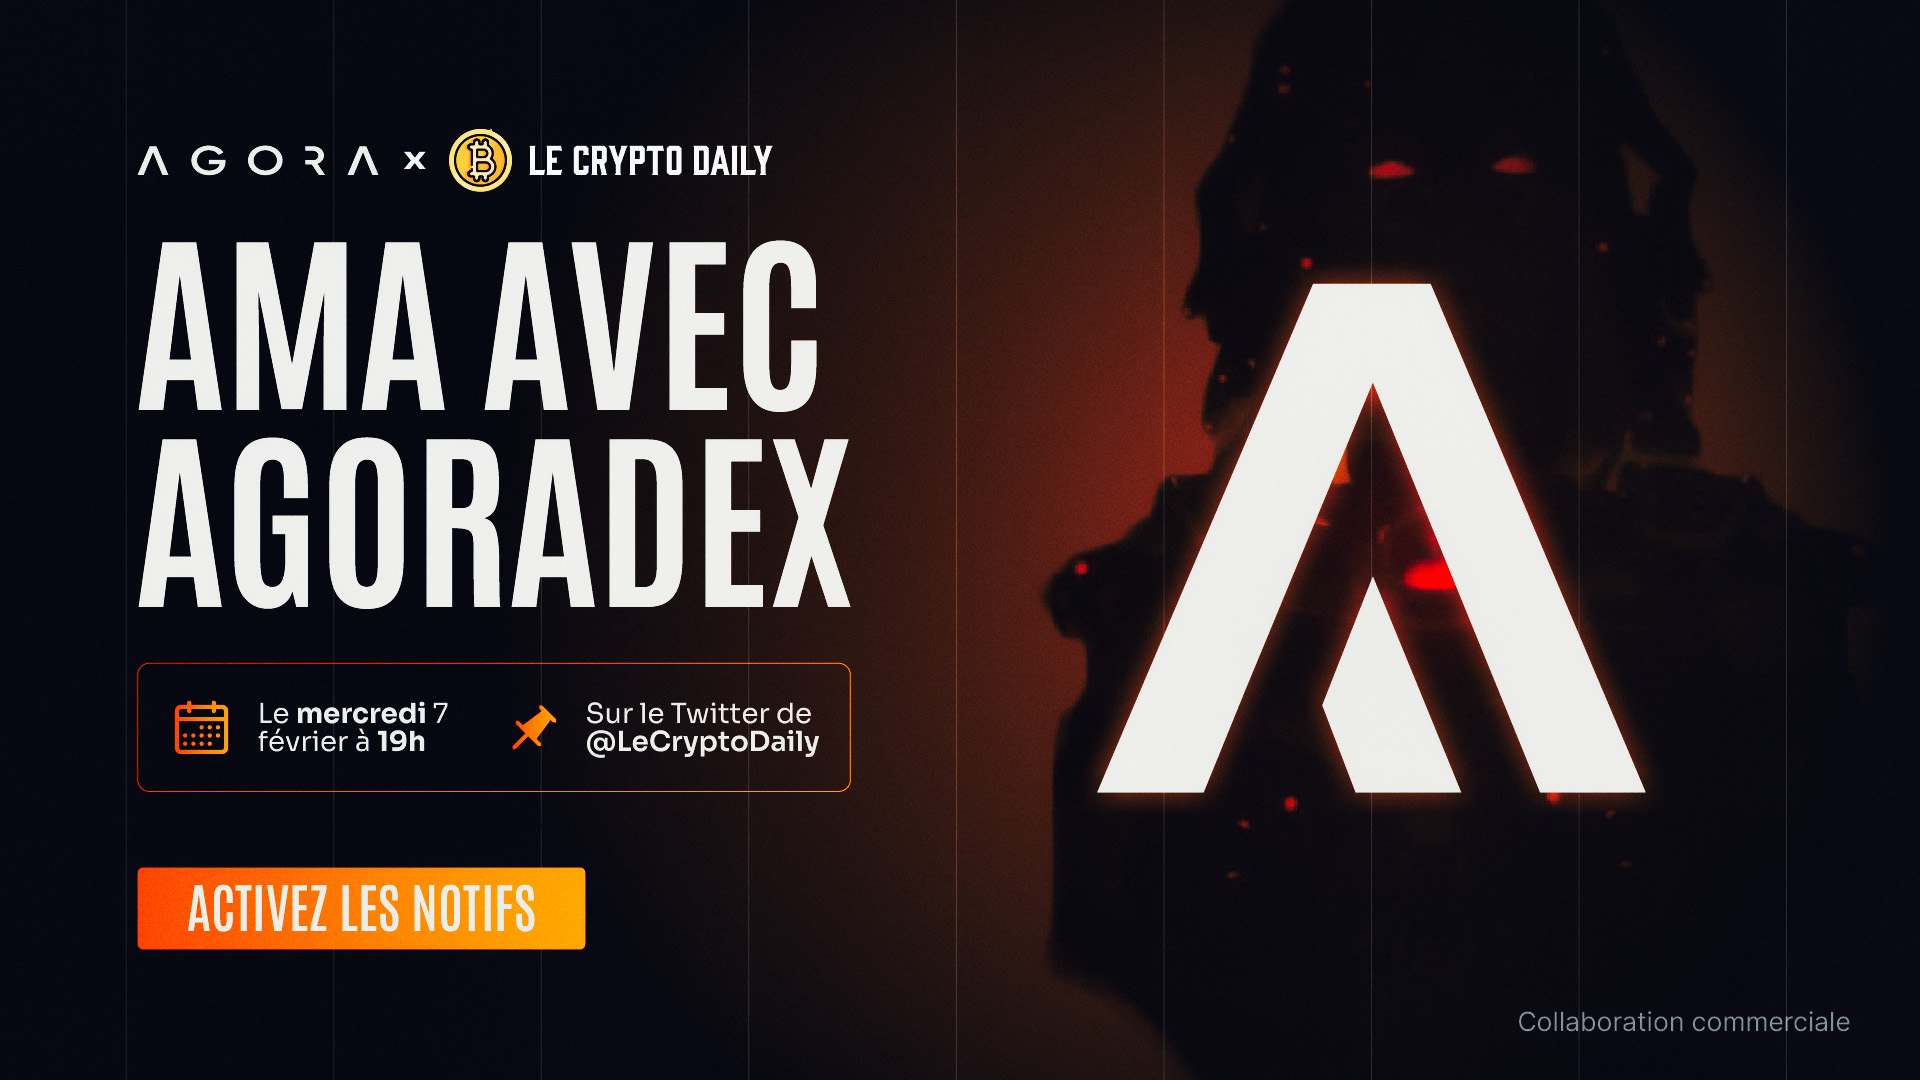 AGORA x LE CRYPTO DAILY
AMA AVEC
AGORADEX
Le mercredi 7
février à 19h
Sur le Twitter de
@LeCryptoDaily
ACTIVEZ LES NOTIFS
Collaboration commerciale